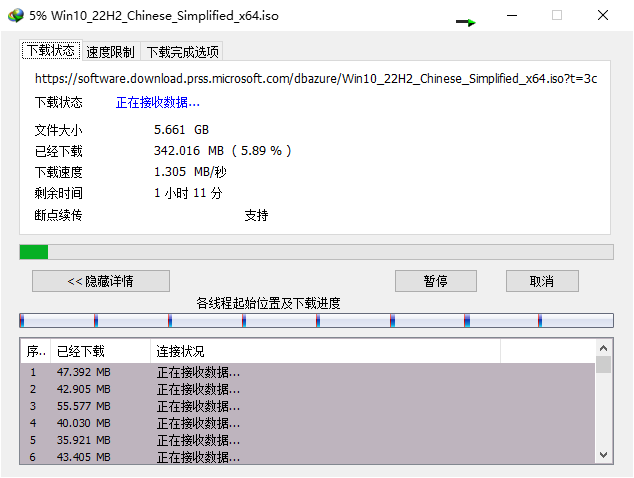 5% Win10_22H2_Chinese_Simplified_x64.iso
下载状态 速度限制 下载完成选项
https://software.download.prss.microsoft.com/dbazure/Win10_22H2_Chinese_Simplified_x64.iso?t=3c
下载状态 正在接收数据...
文件大小 5.661 GB
已经下载 342.016 MB ( 5.89 % )
下载速度 1.305 MB/秒
剩余时间 1 小时 11 分
断点续传 支持
<< 隐藏详情 暂停 取消
各线程起始位置及下载进度
序.. 已经下载 连接状况
1 47.392 MB 正在接收数据...
2 42.905 MB 正在接收数据...
3 55.577 MB 正在接收数据...
4 40.030 MB 正在接收数据...
5 35.921 MB 正在接收数据...
6 43.405 MB 正在接收数据...